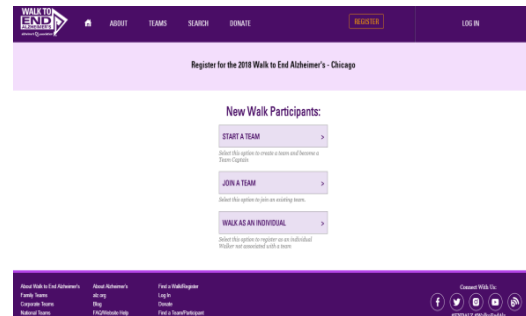 WALK TO
END
ALZHEIMER'S
ABOUT
TEAMS
SEARCH
DONATE
REGISTER
LOG IN
Register for the 2018 Walk to End Alzheimer's - Chicago
New Walk Participants:
START A TEAM >
Select this option to create a team and become a
Team Captain.
JOIN A TEAM >
Select this option to join an existing team.
WALK AS AN INDIVIDUAL >
Select this option to register as an individual
Walker not associated with a team.
About Walk to End Alzheimer's
Family Teams
Corporate Teams
National Teams
About Alzheimer's
alz.org
Blog
FAQ/Website Help
Find a Walk/Register
Log In
Donate
Find a Team/Participant
Connect With Us: